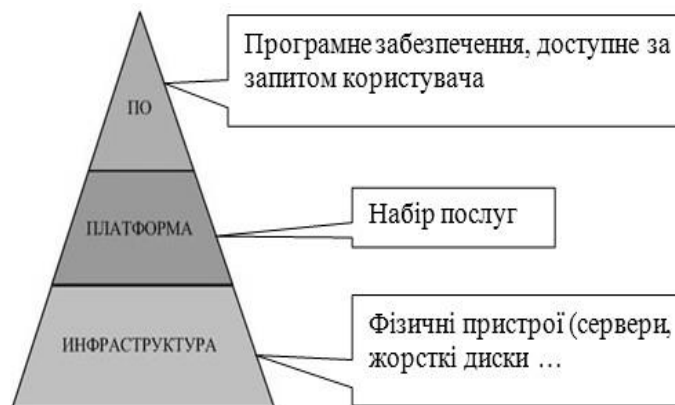 ПО
Програмне забезпечення, доступне за
запитом користувача
ПЛАТФОРМА
Набір послуг
ИНФРАСТРУКТУРА
Фізичні пристрої (сервери,
жорсткі диски …